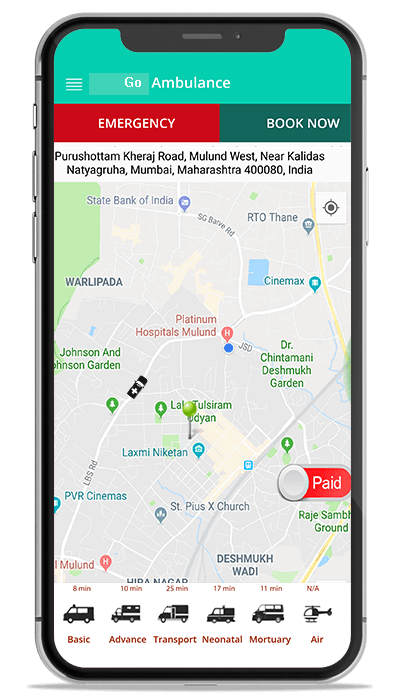 Go Ambulance
EMERGENCY
BOOK NOW
Purushottam Kheraj Road, Mulund West, Near Kalidas
Natyagruha, Mumbai, Maharashtra 400080, India
State Bank of India
SG Barve Rd
RTO Thane
Cinemax
WARLIPADA
Platinum
Hospitals Mulund
JSD
Dr.
Chintamani
Deshmukh
Garden
Johnson And
ohnson Garden
Lala Tulsiram
Udyan
Laxmi Niketan
LBS Rd
Paid
PVR Cinemas
St. Pius X Church
Raje Sambh
Ground
l Mulund
DESHMUKH
WADI
HIRA NAGAR
8 min
10 min
25 min
17 min
11 min
N/A
Basic
Advance
Transport
Neonatal
Mortuary
Air